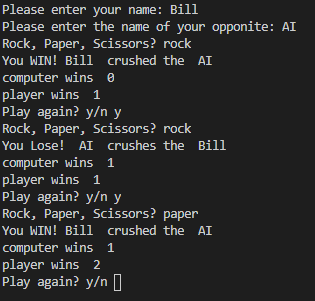 Please enter your name: Bill
Please enter the name of your opponite: AI
Rock, Paper, Scissors? rock
You WIN! Bill  crushed the  AI
computer wins  0
player wins  1
Play again? y/n y
Rock, Paper, Scissors? rock
You Lose!  AI  crushes the  Bill
computer wins  1
player wins  1
Play again? y/n y
Rock, Paper, Scissors? paper
You WIN! Bill  crushed the  AI
computer wins  1
player wins  2
Play again? y/n